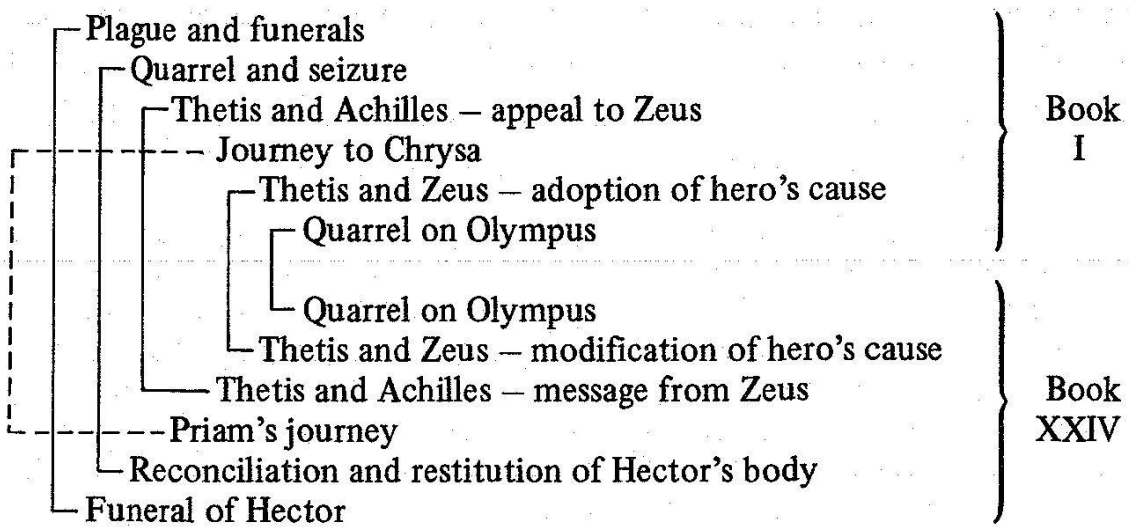 Plague and funerals
Quarrel and seizure
Thetis and Achilles – appeal to Zeus
Journey to Chrysa
Thetis and Zeus – adoption of hero's cause
Quarrel on Olympus
Book
I
Quarrel on Olympus
Thetis and Zeus – modification of hero's cause
Thetis and Achilles – message from Zeus
Priam's journey
Reconciliation and restitution of Hector's body
Funeral of Hector
Book
XXIV